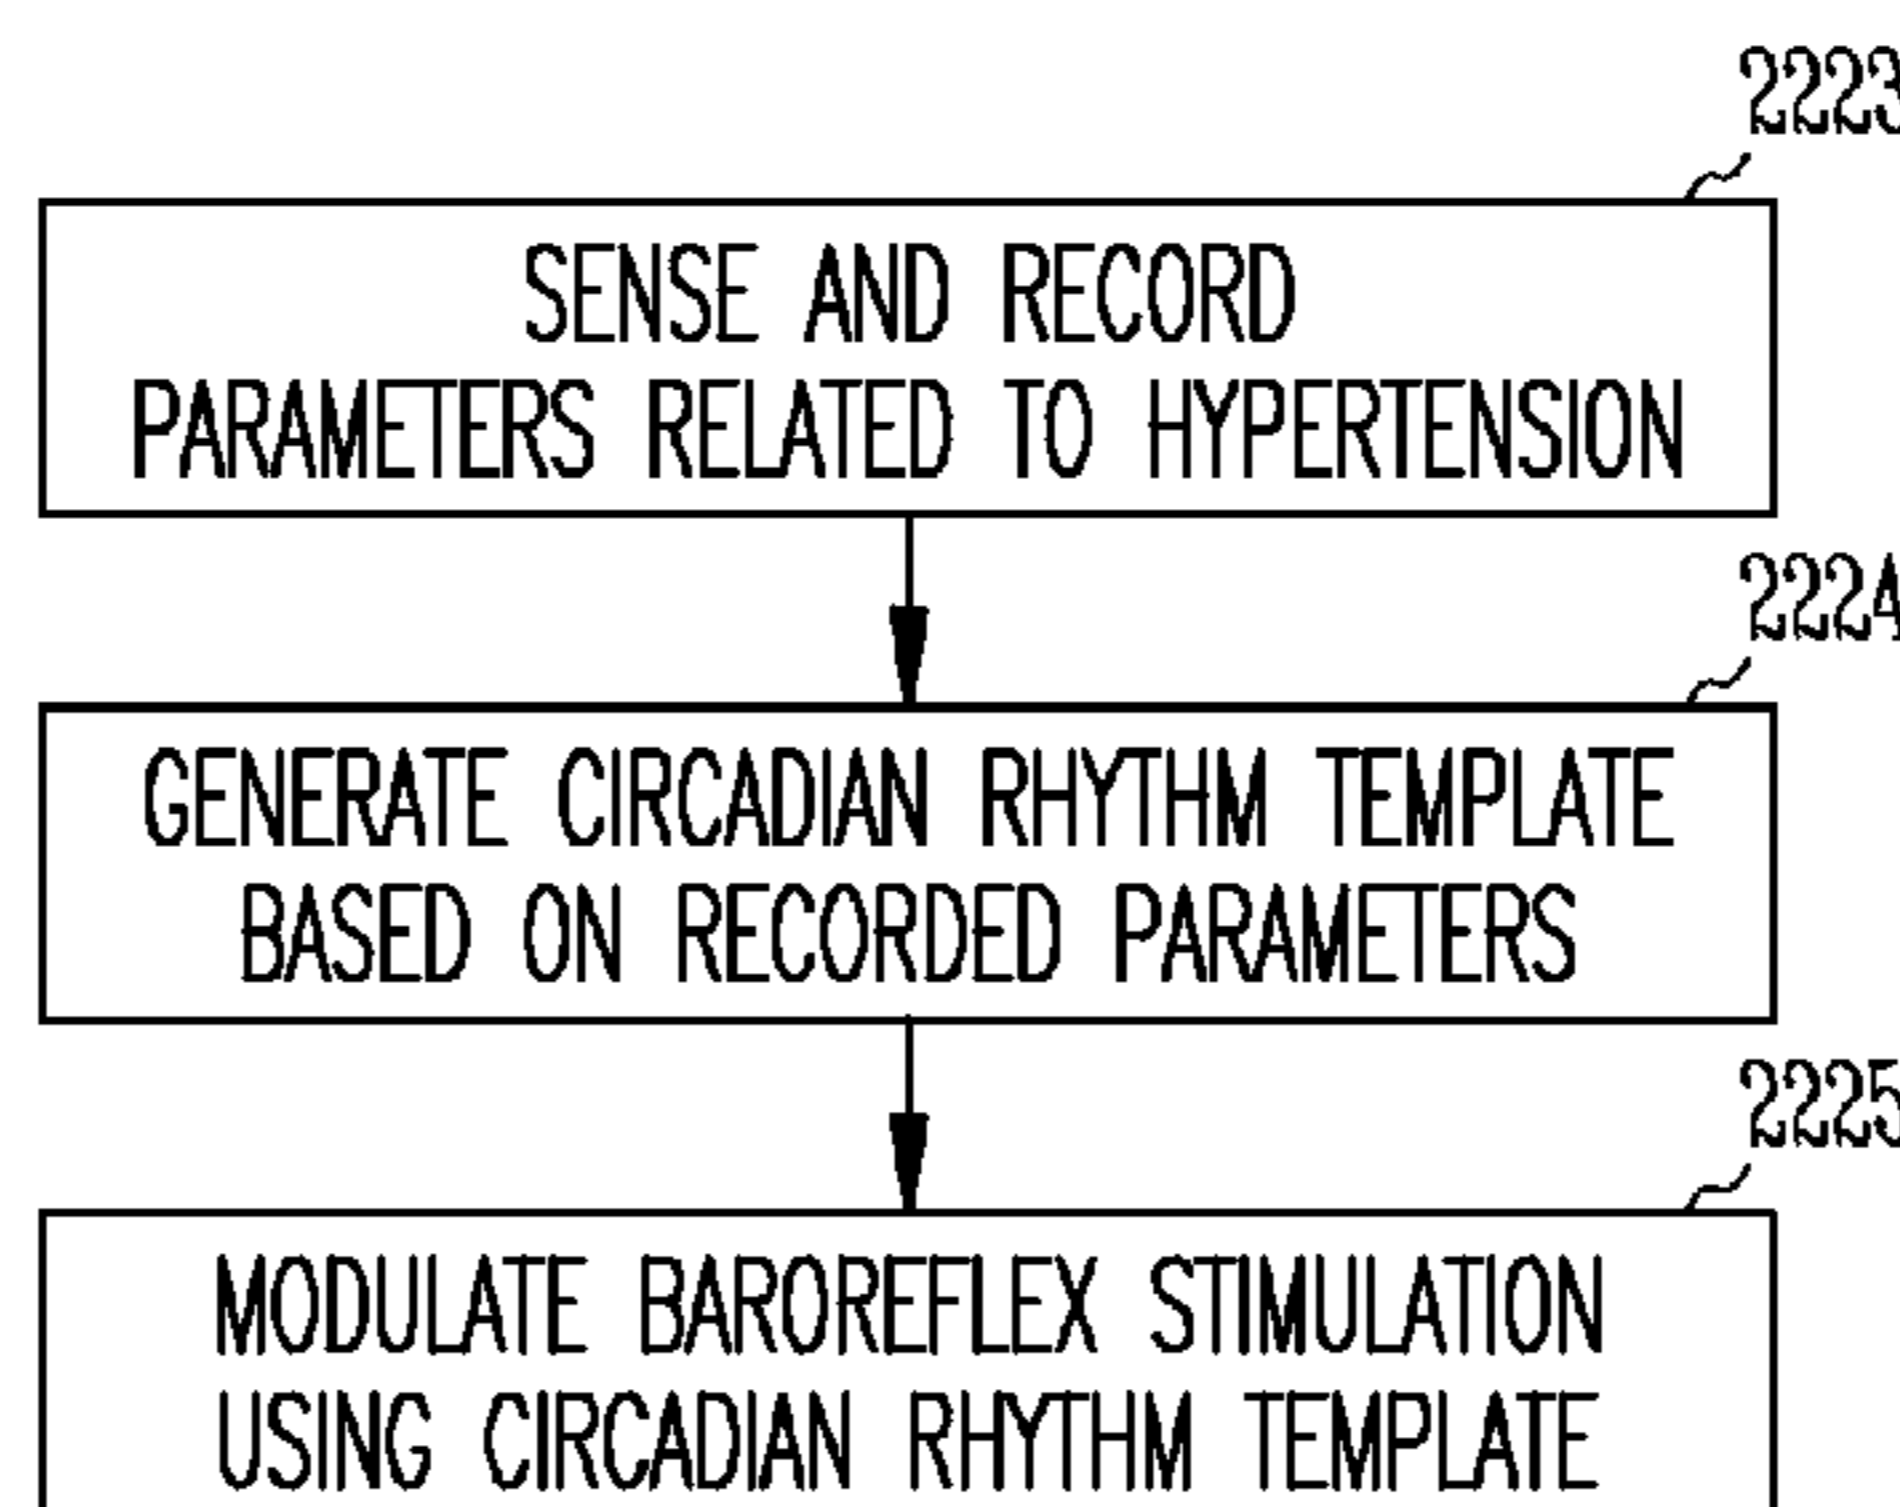 2223
SENSE AND RECORD
PARAMETERS RELATED TO HYPERTENSION
2224
GENERATE CIRCADIAN RHYTHM TEMPLATE
BASED ON RECORDED PARAMETERS
2225
MODULATE BAROREFLEX STIMULATION
USING CIRCADIAN RHYTHM TEMPLATE